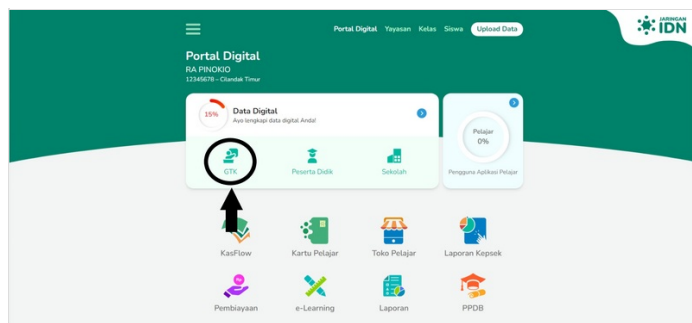 Portal Digital Yayasan Kelas Siswa Upload Data
JARINGAN
IDN
Portal Digital
RA PINOKIO
12345678 – Cilandak Timur
15%
Data Digital
Ayo lengkapi data digital Anda!
Pelajar
0%
GTK Peserta Didik Sekolah
Pengguna Aplikasi Pelajar
KasFlow Kartu Pelajar Toko Pelajar Laporan Kepsek
Pembiayaan e-Learning Laporan PPDB